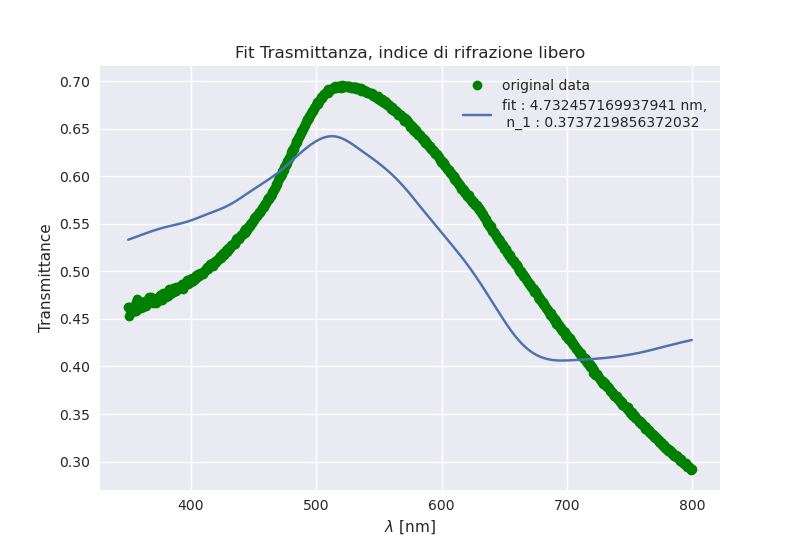 Fit Trasmittanza, indice di rifrazione libero
original data
fit : 4.732457169937941 nm,
n_1 : 0.3737219856372032
Transmittance
0.70
0.65
0.60
0.55
0.50
0.45
0.40
0.35
0.30
400 500 600 700 800
λ [nm]